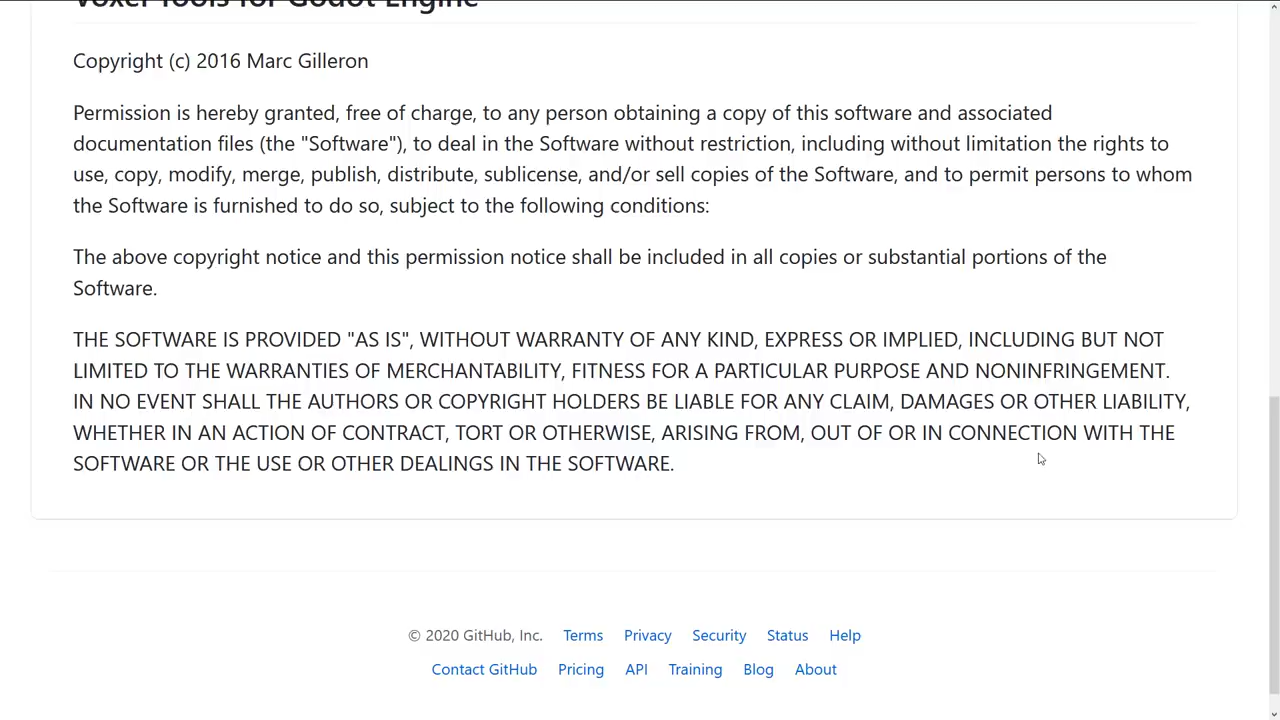 Voxel Tools for Godot Engine
Copyright (c) 2016 Marc Gilleron
Permission is hereby granted, free of charge, to any person obtaining a copy of this software and associated
documentation files (the "Software"), to deal in the Software without restriction, including without limitation the rights to
use, copy, modify, merge, publish, distribute, sublicense, and/or sell copies of the Software, and to permit persons to whom
the Software is furnished to do so, subject to the following conditions:
The above copyright notice and this permission notice shall be included in all copies or substantial portions of the
Software.
THE SOFTWARE IS PROVIDED "AS IS", WITHOUT WARRANTY OF ANY KIND, EXPRESS OR IMPLIED, INCLUDING BUT NOT
LIMITED TO THE WARRANTIES OF MERCHANTABILITY, FITNESS FOR A PARTICULAR PURPOSE AND NONINFRINGEMENT.
IN NO EVENT SHALL THE AUTHORS OR COPYRIGHT HOLDERS BE LIABLE FOR ANY CLAIM, DAMAGES OR OTHER LIABILITY,
WHETHER IN AN ACTION OF CONTRACT, TORT OR OTHERWISE, ARISING FROM, OUT OF OR IN CONNECTION WITH THE
SOFTWARE OR THE USE OR OTHER DEALINGS IN THE SOFTWARE.
© 2020 GitHub, Inc. Terms Privacy Security Status Help
Contact GitHub Pricing API Training Blog About